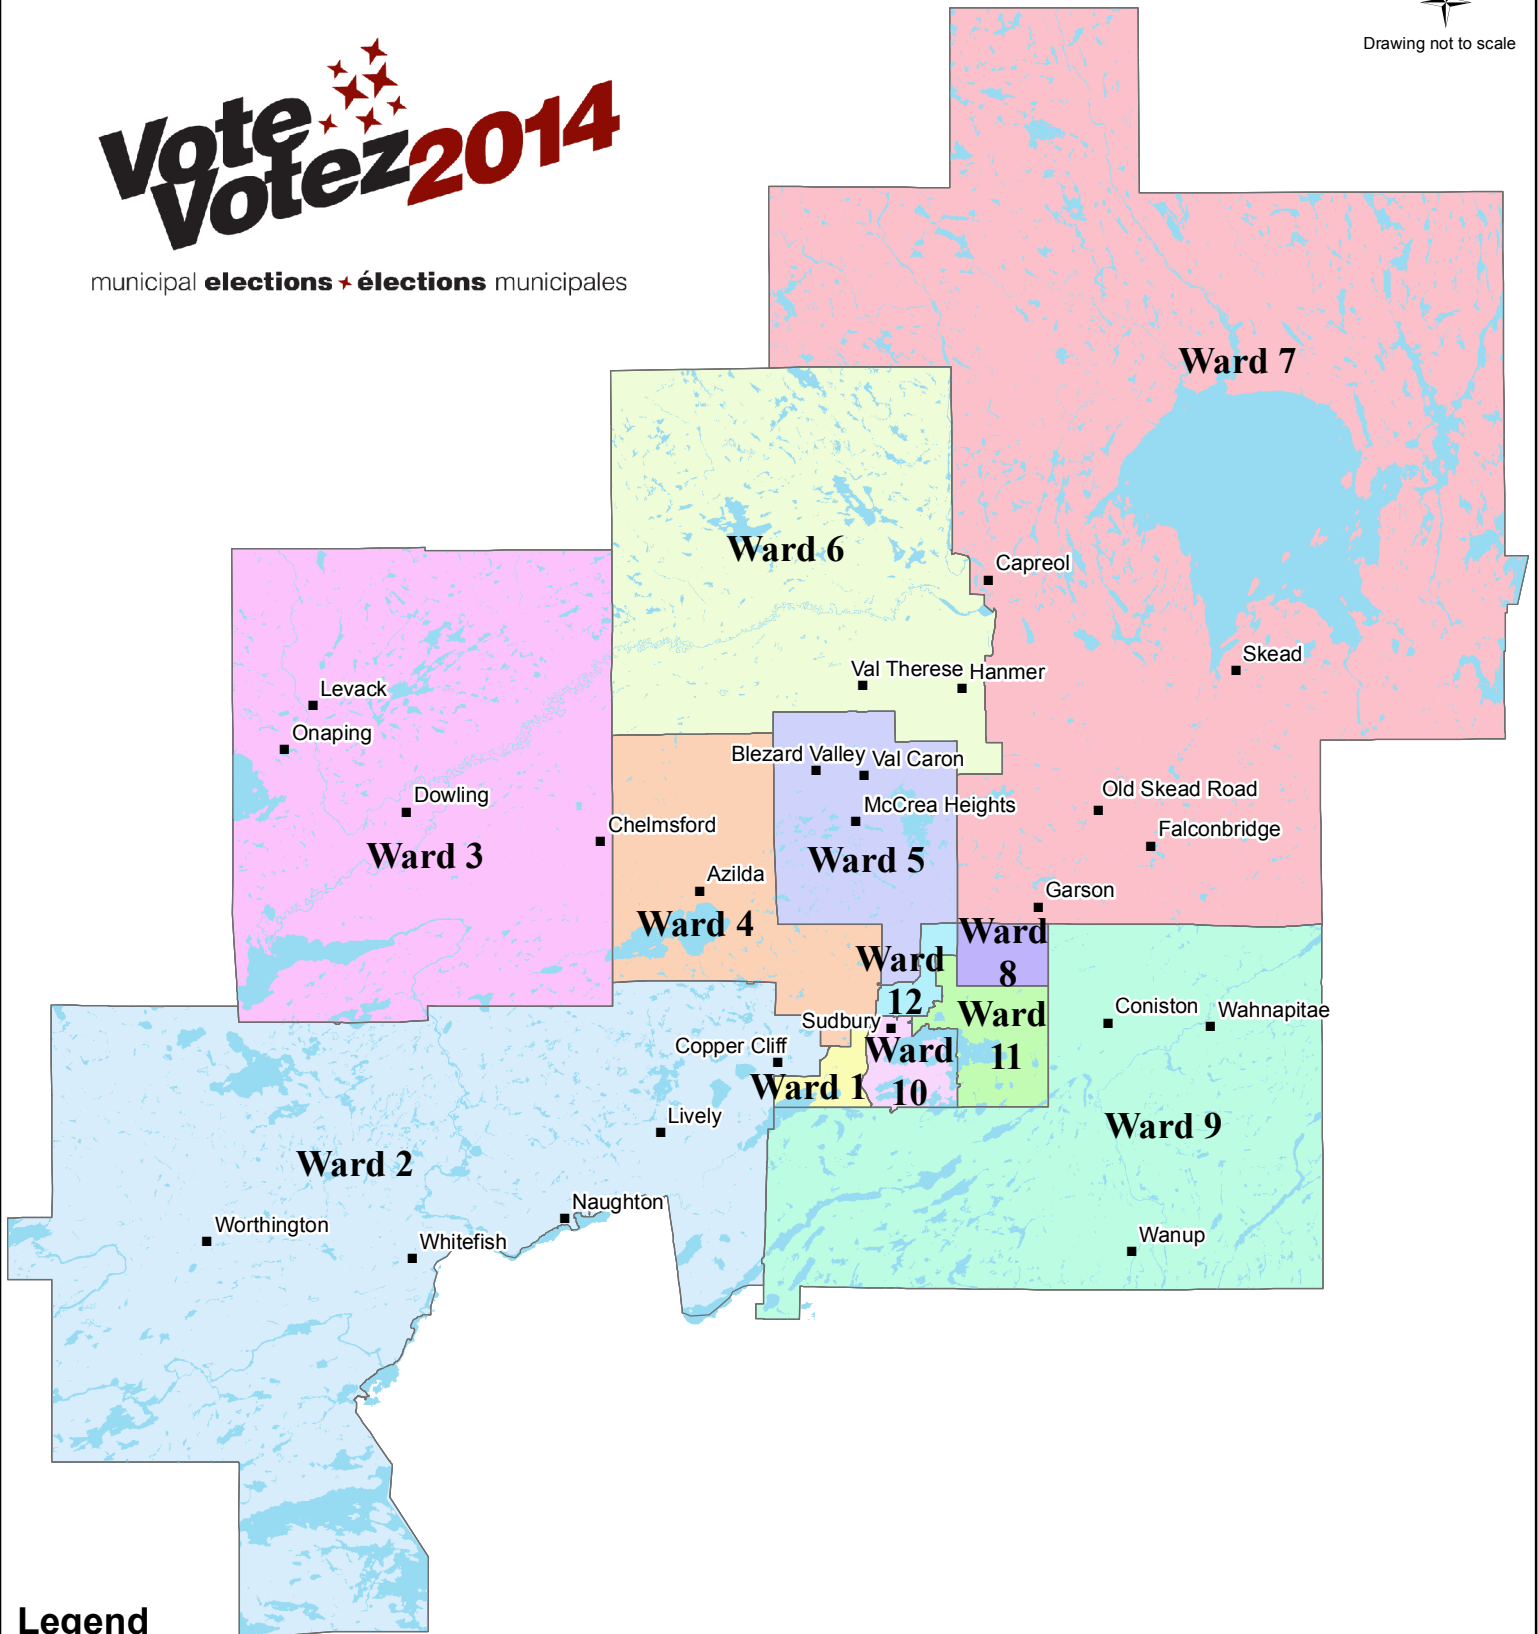 Drawing not to scale
Vote
Votez2014
municipal elections élections municipales
Ward 7
Ward 6
Capreol
Skead
Val Therese
Hanmer
Levack
Onaping
Blezard Valley
Val Caron
Dowling
McCrea Heights
Old Skead Road
Chelmsford
Falconbridge
Ward 3
Ward 5
Azilda
Garson
Ward 4
Ward
8
Ward
12
Coniston
Wahnapitae
Ward
11
Sudbury
Copper Cliff
Ward
10
Ward 1
Lively
Ward 9
Ward 2
Naughton
Worthington
Whitefish
Wanup
Legend